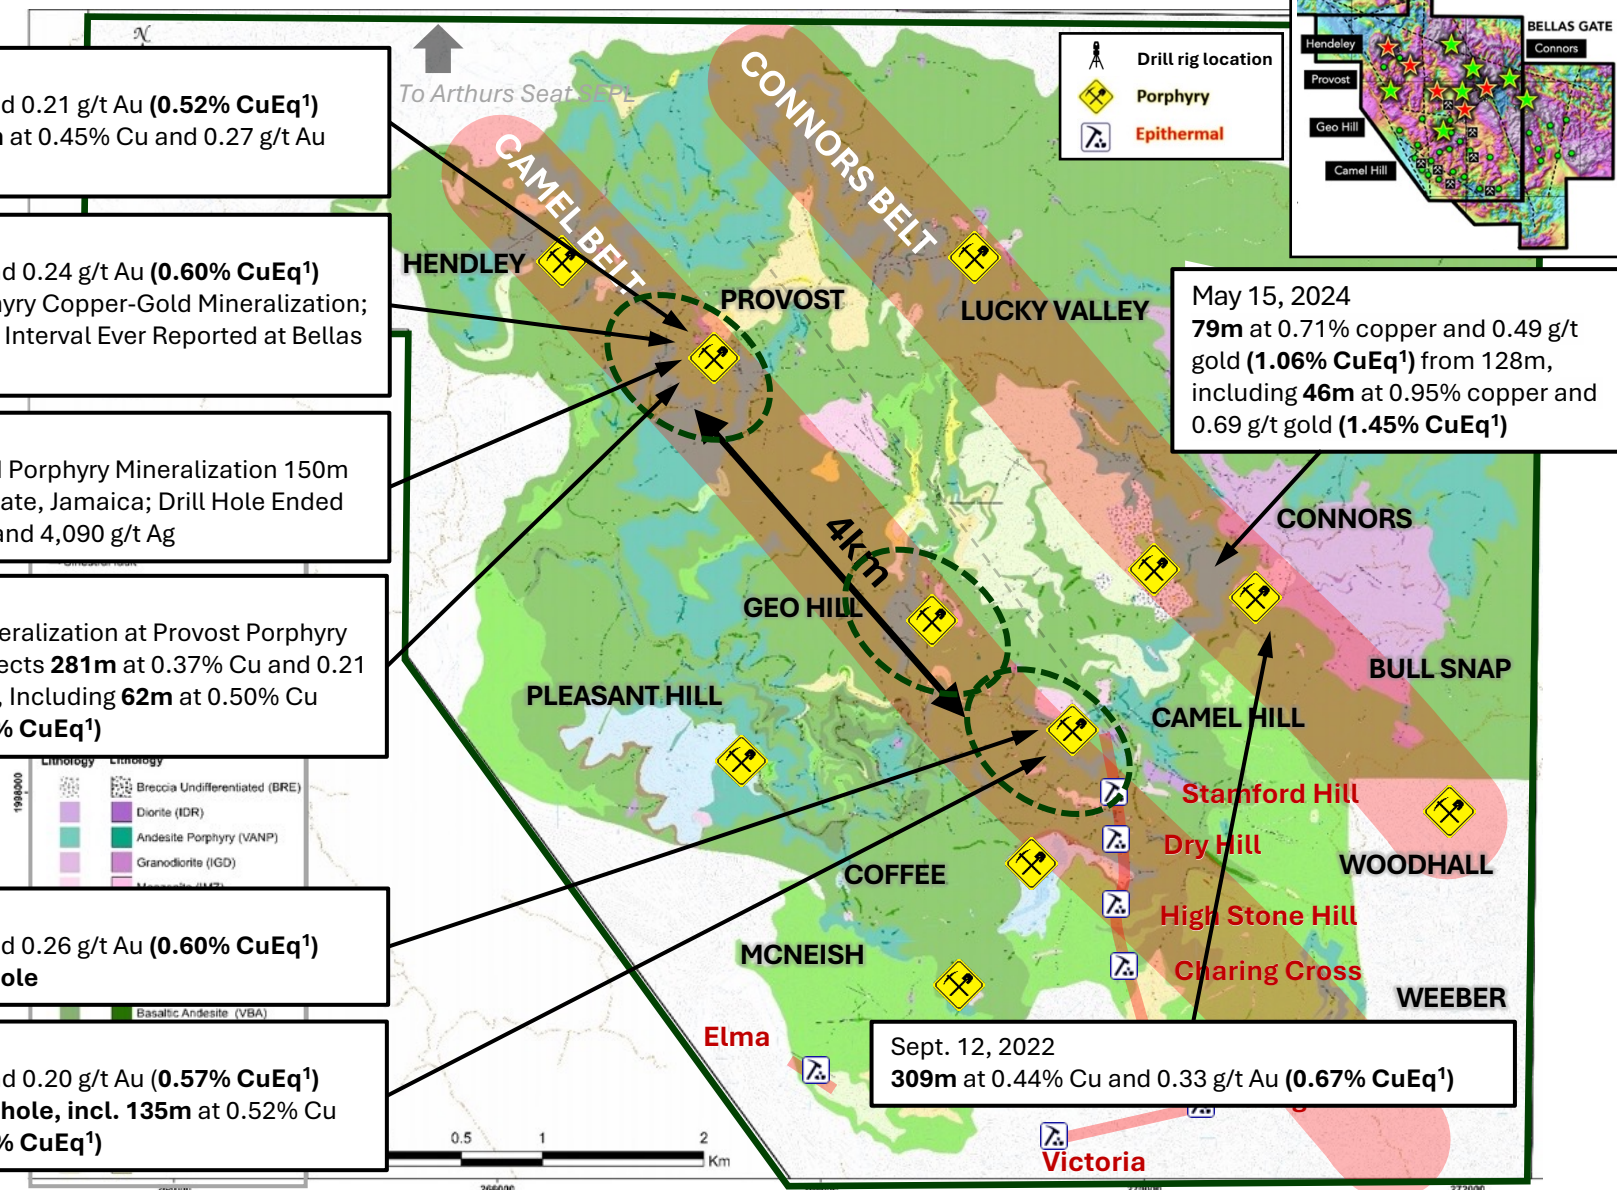 N
To Arthurs Seat SEPL
CAMEL BELT
CONNORS BELT
Drill rig location
Porphyry
Epithermal
BELLAS GATE
Hendeley
Connors
Provost
Geo Hill
Camel Hill
d 0.21 g/t Au (0.52% CuEq¹)
at 0.45% Cu and 0.27 g/t Au
d 0.24 g/t Au (0.60% CuEq¹)
yry Copper-Gold Mineralization;
Interval Ever Reported at Bellas
Porphyry Mineralization 150m
ate, Jamaica; Drill Hole Ended
and 4,090 g/t Ag
eralization at Provost Porphyry
ects 281m at 0.37% Cu and 0.21
, Including 62m at 0.50% Cu
% CuEq¹)
HENDLEY
PROVOST
LUCKY VALLEY
May 15, 2024
79m at 0.71% copper and 0.49 g/t
gold (1.06% CuEq¹) from 128m,
including 46m at 0.95% copper and
0.69 g/t gold (1.45% CuEq¹)
4km
CONNORS
GEO HILL
BULL SNAP
PLEASANT HILL
CAMEL HILL
Stamford Hill
Dry Hill
WOODHALL
COFFEE
High Stone Hill
MCNEISH
Charing Cross
WEEBER
Elma
Victoria
Lithology Lithology
Breccia Undifferentiated (BRE)
Diorite (IDR)
Andesite Porphyry (VANP)
Granodiorite (IGD)
1998000
d 0.26 g/t Au (0.60% CuEq¹)
ole
Basaltic Andesite (VBA)
d 0.20 g/t Au (0.57% CuEq¹)
hole, incl. 135m at 0.52% Cu
% CuEq¹)
Sept. 12, 2022
309m at 0.44% Cu and 0.33 g/t Au (0.67% CuEq¹)
0.5 1 2
Km